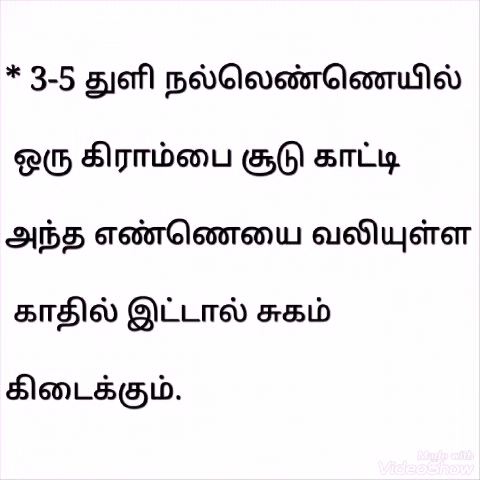 * 3-5 துளி நல்லெண்ணெயில்
ஒரு கிராம்பை சூடு காட்டி
அந்த எண்ணெயை வலியுள்ள
காதில் இட்டால் சுகம்
கிடைக்கும்.
Made with
VideoShow